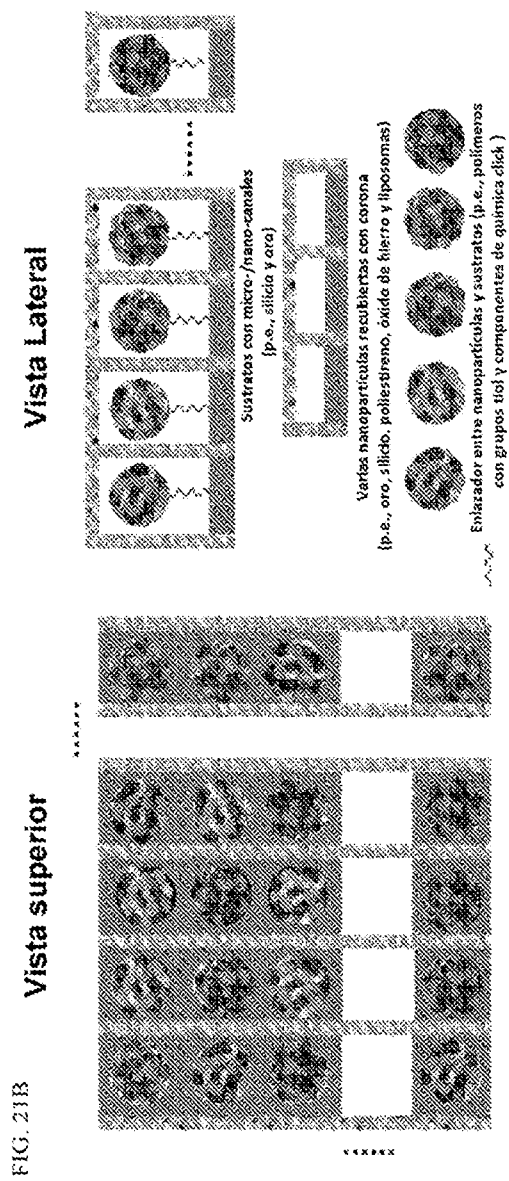 FIG. 21B
Vista superior
Vista Lateral
Sustratos con micro-/nano-canales
(p.e., silicio y oro)
Varias nanopartículas recubiertas con corona
(p.e., oro, silicio, poliestireno, óxido de hierro y liposomas)
Enlazador entre nanopartículas y sustratos (p.e., polímeros
con grupos tiol y componentes de química click )